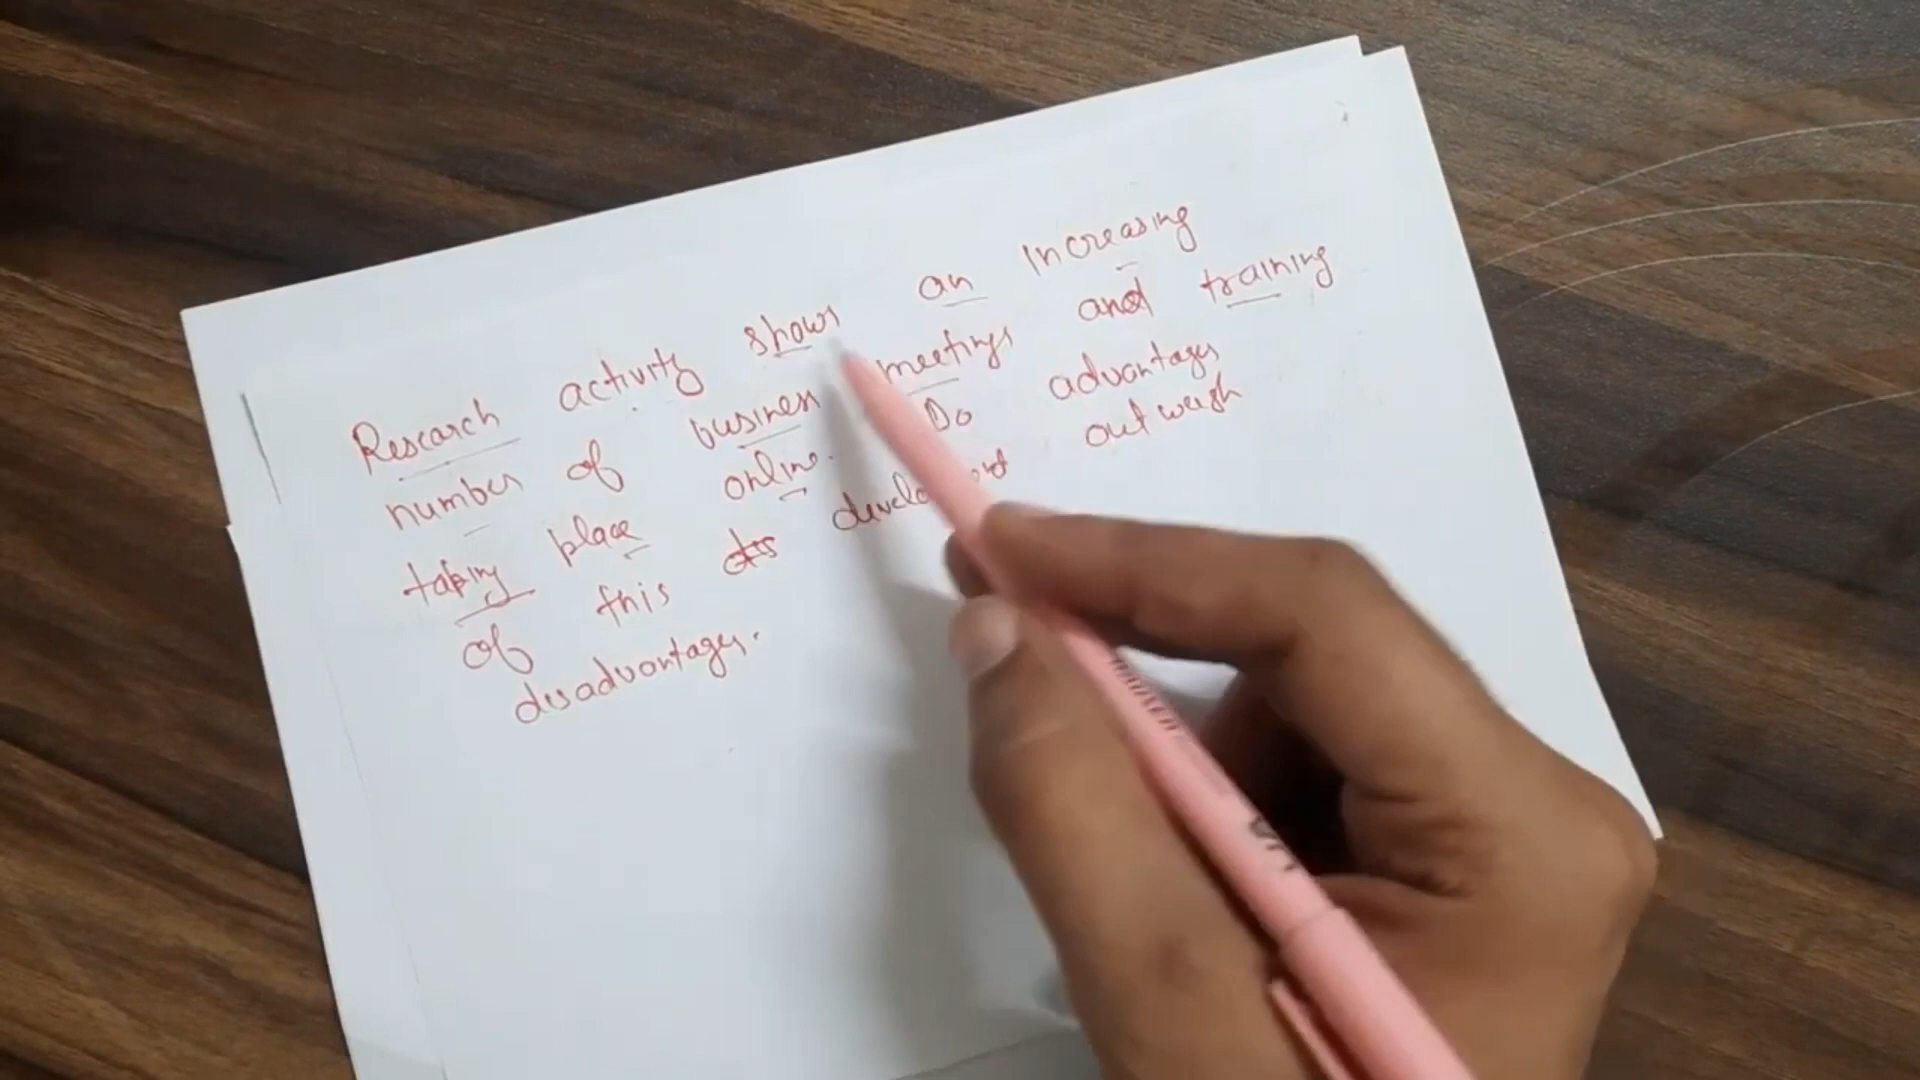 Research activity shows an increasing
number of business meetings and training
taking place online. Do advantages
of this outweigh
disadvantages.